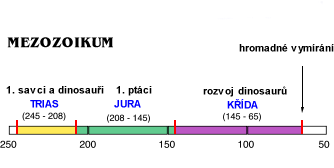 MEZOZOIKUM
hromadné vymírání
1. savci a dinosauři 1. ptáci rozvoj dinosaurů
TRIAS JURA KŘÍDA
(245 - 208) (208 - 145) (145 - 65)
250 200 150 100 50.